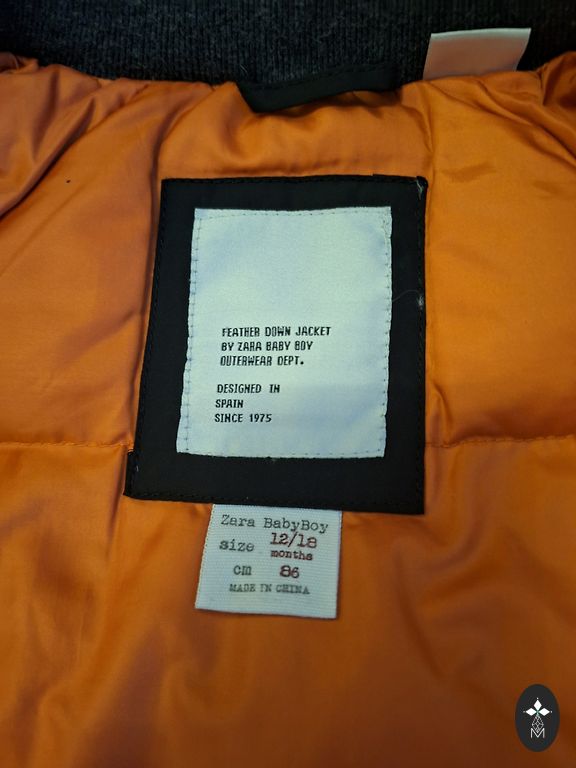 FEATHER DOWN JACKET
BY ZARA BABY BOY
OUTERWEAR DEPT.
DESIGNED IN
SPAIN
SINCE 1975
Zara BabyBoy
size 12/18
months
cm 86
MADE IN CHINA
M